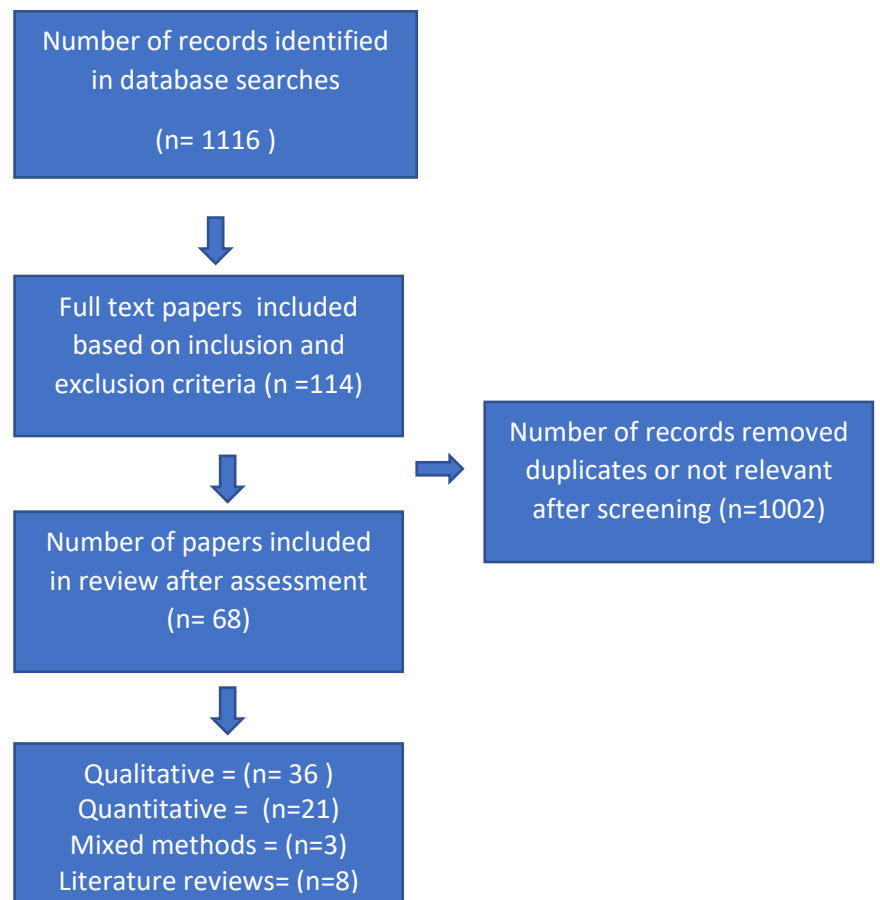 Number of records identified
in database searches
(n= 1116 )
Full text papers  included
based on inclusion and
exclusion criteria (n =114)
Number of records removed
duplicates or not relevant
after screening (n=1002)
Number of papers included
in review after assessment
(n= 68)
Qualitative = (n= 36 )
Quantitative =  (n=21)
Mixed methods = (n=3)
Literature reviews= (n=8)